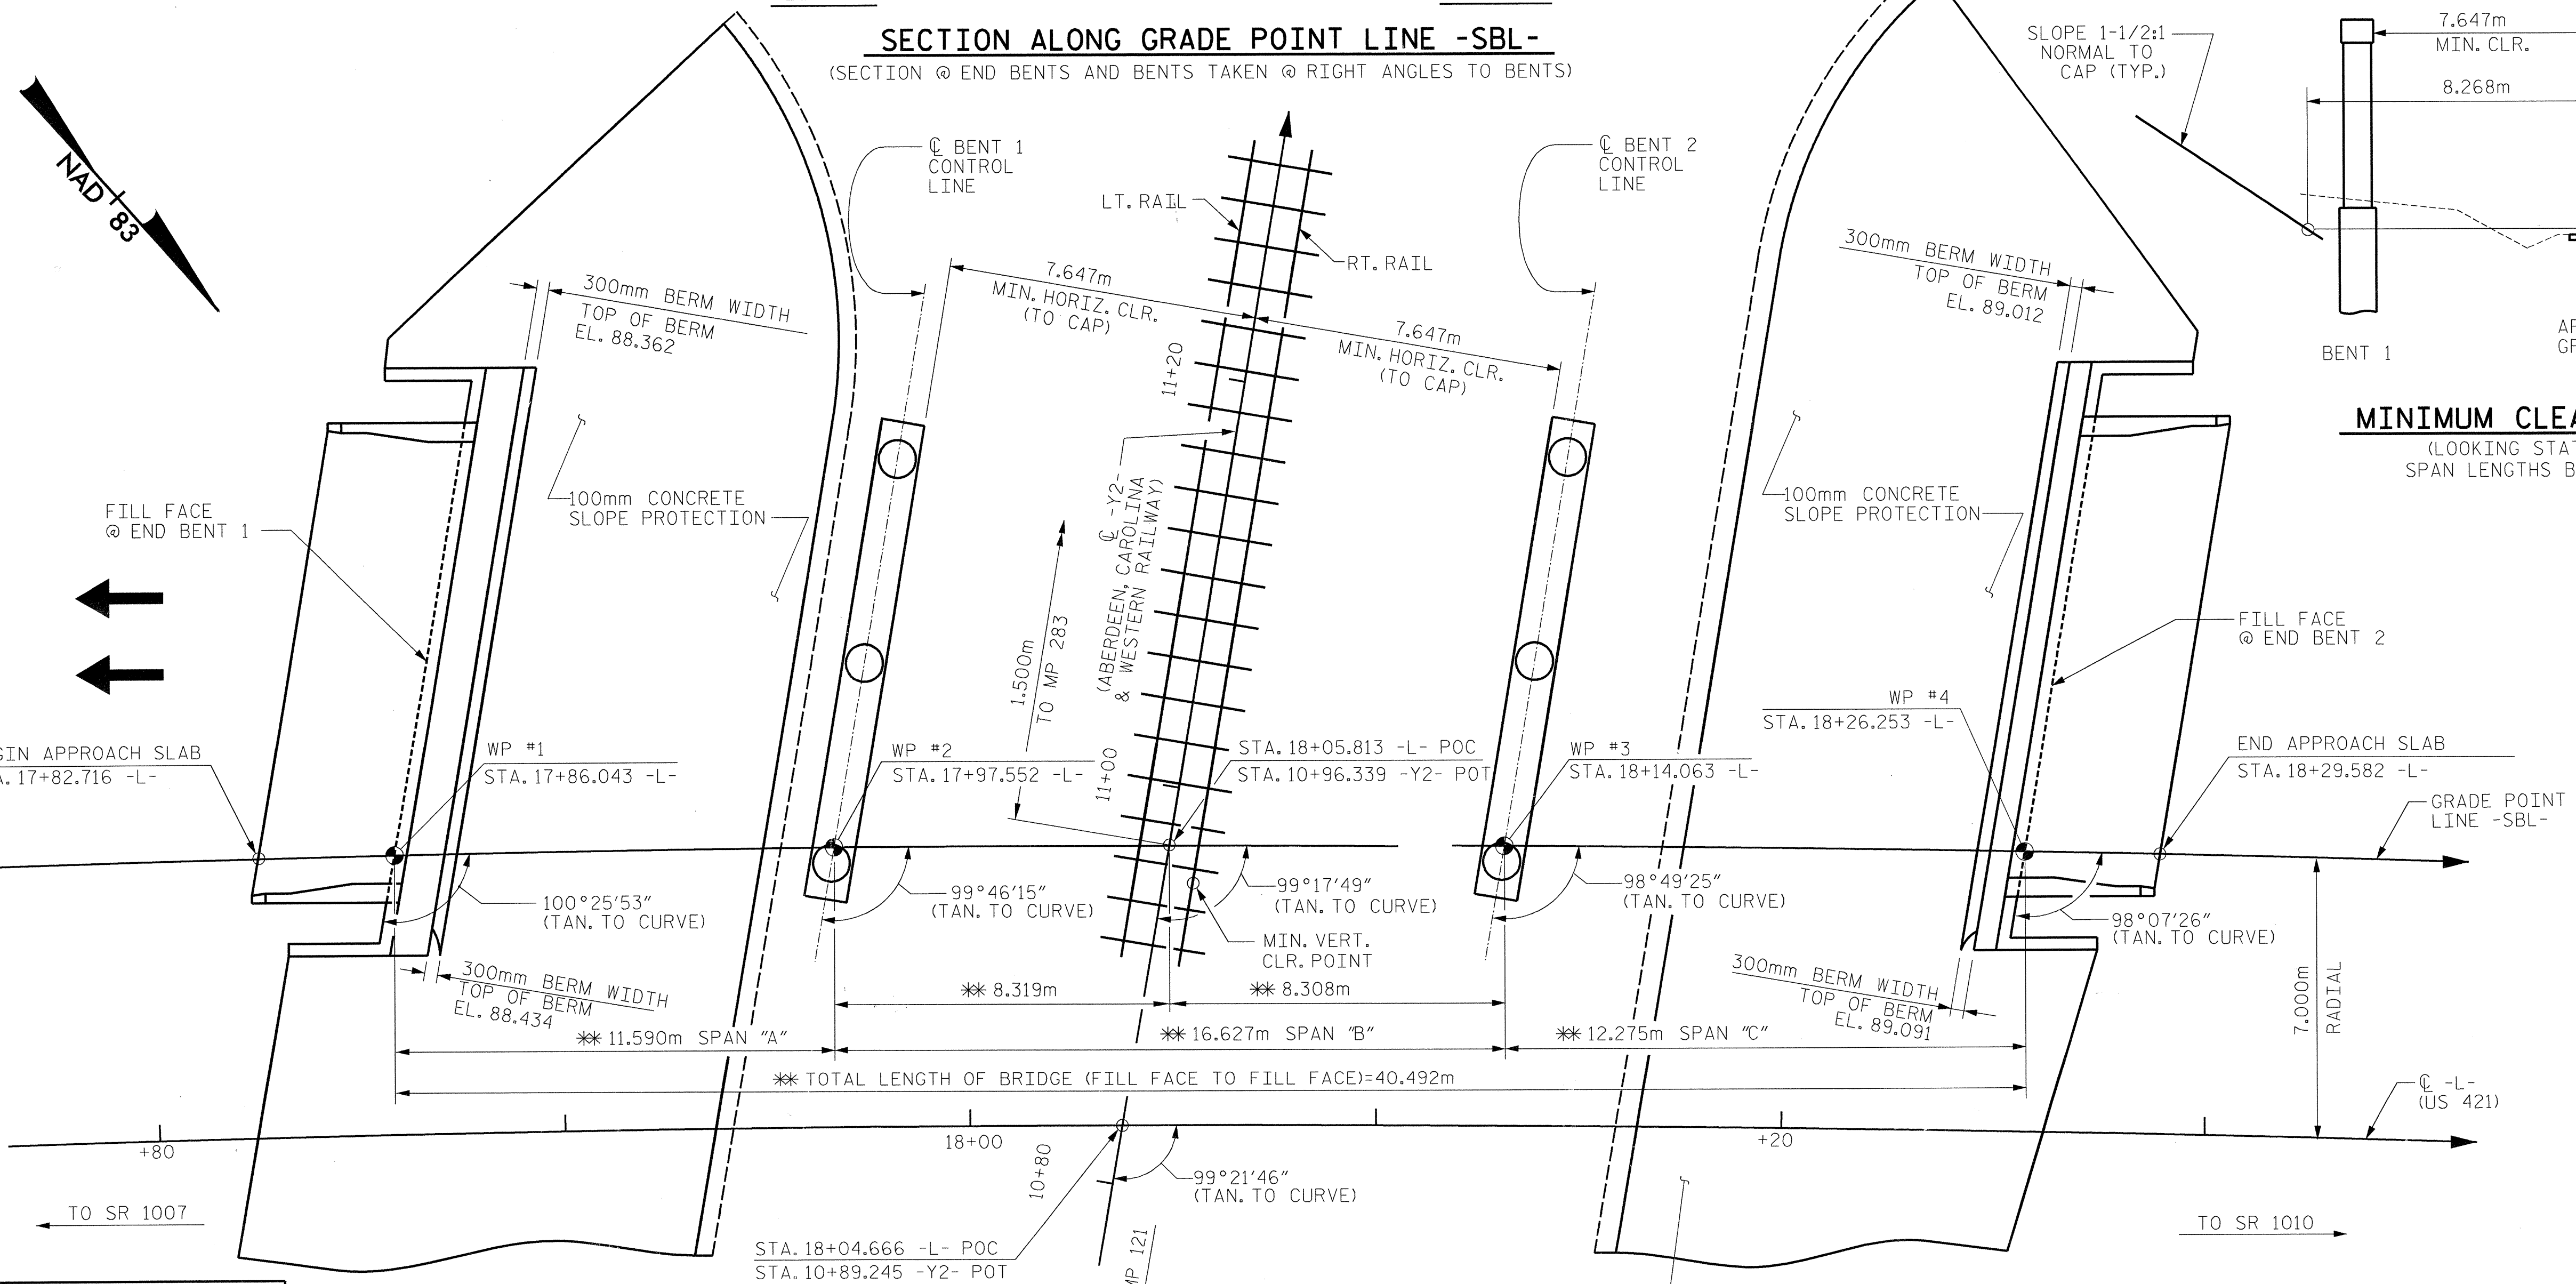 SECTION ALONG GRADE POINT LINE -SBL-
(SECTION @ END BENTS AND BENTS TAKEN @ RIGHT ANGLES TO BENTS)
NAD 83
SLOPE 1-1/2:1
NORMAL TO
CAP (TYP.)
7.647m
MIN. CLR.
8.268m
BENT 1
MINIMUM
(LOOKING
SPAN LENGTHS
℄ BENT 1
CONTROL
LINE
℄ BENT 2
CONTROL
LINE
LT. RAIL
RT. RAIL
300mm BERM WIDTH
TOP OF BERM
EL. 88.362
7.647m
MIN. HORIZ. CLR.
(TO CAP)
7.647m
MIN. HORIZ. CLR.
(TO CAP)
300mm BERM WIDTH
TOP OF BERM
EL. 89.012
11+20
FILL FACE
@ END BENT 1
100mm CONCRETE
SLOPE PROTECTION
℄ -Y2-
(ABERDEEN, CAROLINA
& WESTERN RAILWAY)
1.500m
TO MP 283
100mm CONCRETE
SLOPE PROTECTION
FILL FACE
@ END BENT 2
APPROACH SLAB
17+82.716 -L-
WP #1
STA. 17+86.043 -L-
WP #2
STA. 17+97.552 -L-
11+00
STA. 18+05.813 -L- POC
STA. 10+96.339 -Y2- POT
WP #3
STA. 18+14.063 -L-
WP #4
STA. 18+26.253 -L-
END APPROACH SLAB
STA. 18+29.582 -L-
GRADE POINT
LINE -SBL-
100°25'53"
(TAN. TO CURVE)
99°46'15"
(TAN. TO CURVE)
99°17'49"
(TAN. TO CURVE)
98°49'25"
(TAN. TO CURVE)
98°07'26"
(TAN. TO CURVE)
MIN. VERT.
CLR. POINT
300mm BERM WIDTH
TOP OF BERM
EL. 88.434
300mm BERM WIDTH
TOP OF BERM
EL. 89.091
** 8.319m
** 8.308m
7.000m
RADIAL
** 11.590m SPAN "A"
** 16.627m SPAN "B"
** 12.275m SPAN "C"
** TOTAL LENGTH OF BRIDGE (FILL FACE TO FILL FACE)=40.492m
℄ -L-
(US 421)
+80
18+00
+20
10+80
99°21'46"
(TAN. TO CURVE)
TO SR 1007
TO SR 1010
STA. 18+04.666 -L- POC
STA. 10+89.245 -Y2- POT
MP 121